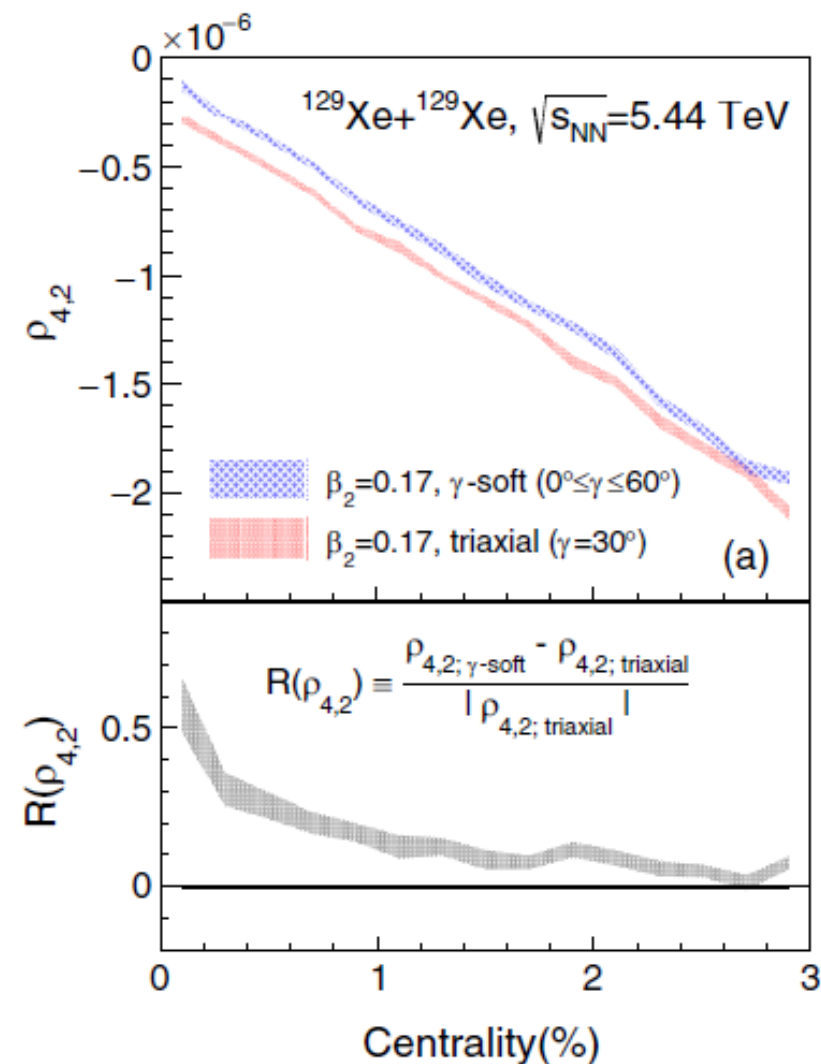 ×10⁻⁶
¹²⁹Xe+¹²⁹Xe, √s_NN=5.44 TeV
0
−0.5
−1
−1.5
−2
ρ_4,2
β₂=0.17, γ-soft (0°≤γ≤60°)
β₂=0.17, triaxial (γ=30°)
(a)
R(ρ_4,2) ≡ ρ_4,2; γ-soft - ρ_4,2; triaxial
| ρ_4,2; triaxial |
0.5
0
R(ρ_4,2)
0 1 2 3
Centrality(%)